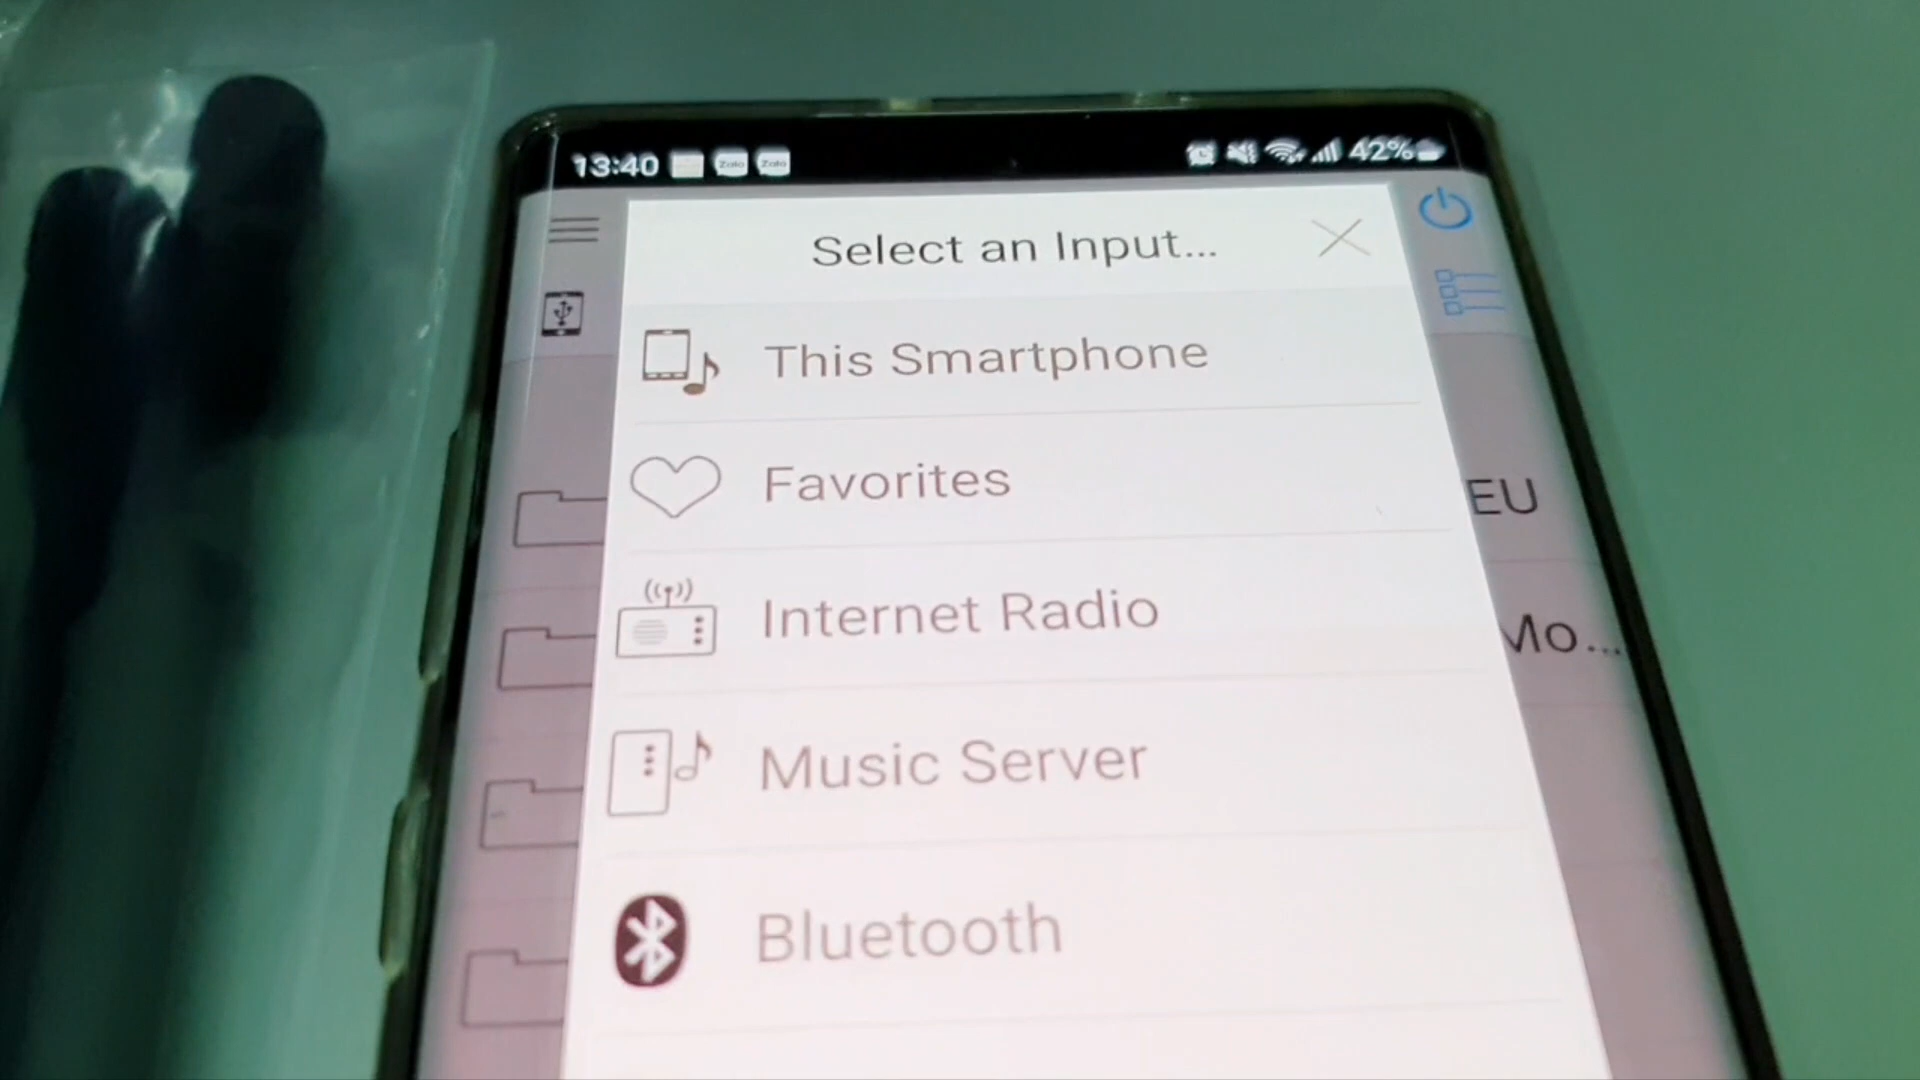 13:40 Zalo Zalo 42%
Select an Input...
This Smartphone
Favorites
EU
Internet Radio
Mo...
Music Server
Bluetooth